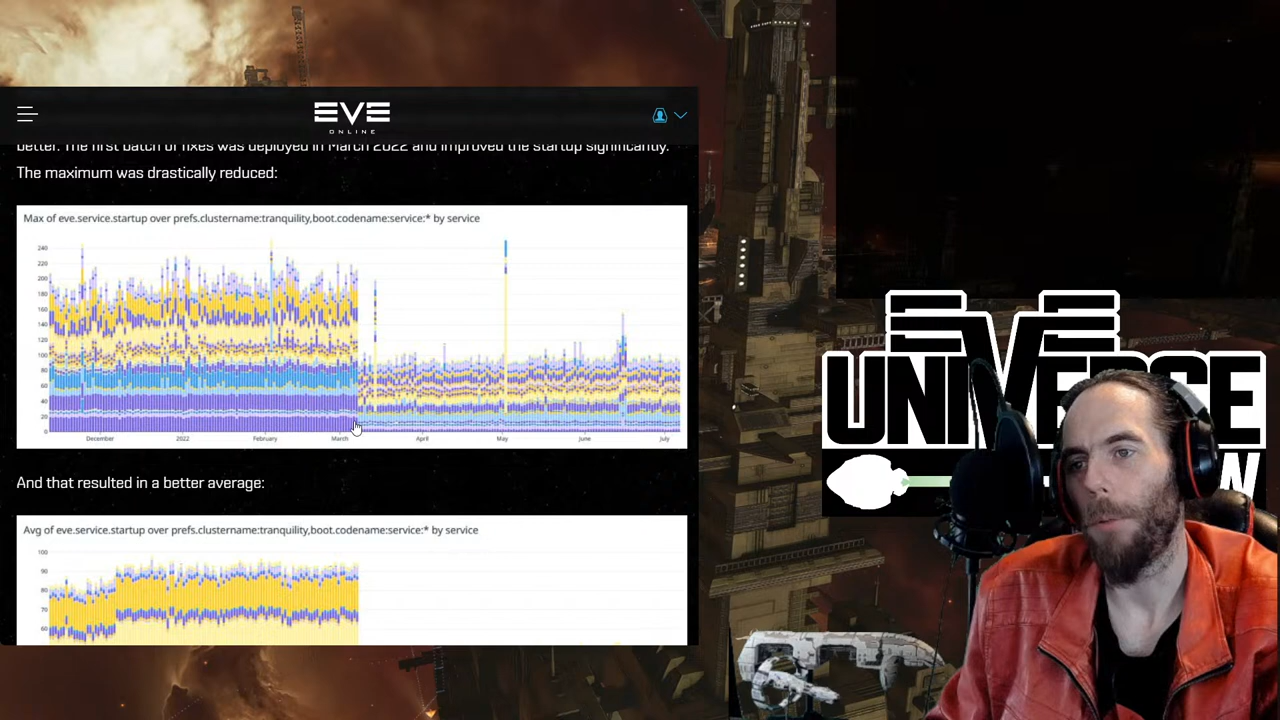 EVE
ONLINE
better. The first batch of fixes was deployed in March 2022 and improved the startup significantly.
The maximum was drastically reduced:
Max of eve.service.startup over prefs.clustername:tranquility,boot.codename:service:* by service
240
220
200
180
160
140
120
100
80
60
40
20
0
December 2022 February March April May June July
And that resulted in a better average:
Avg of eve.service.startup over prefs.clustername:tranquility,boot.codename:service:* by service
100
90
80
70
60
EVE
UNIVERSE
W